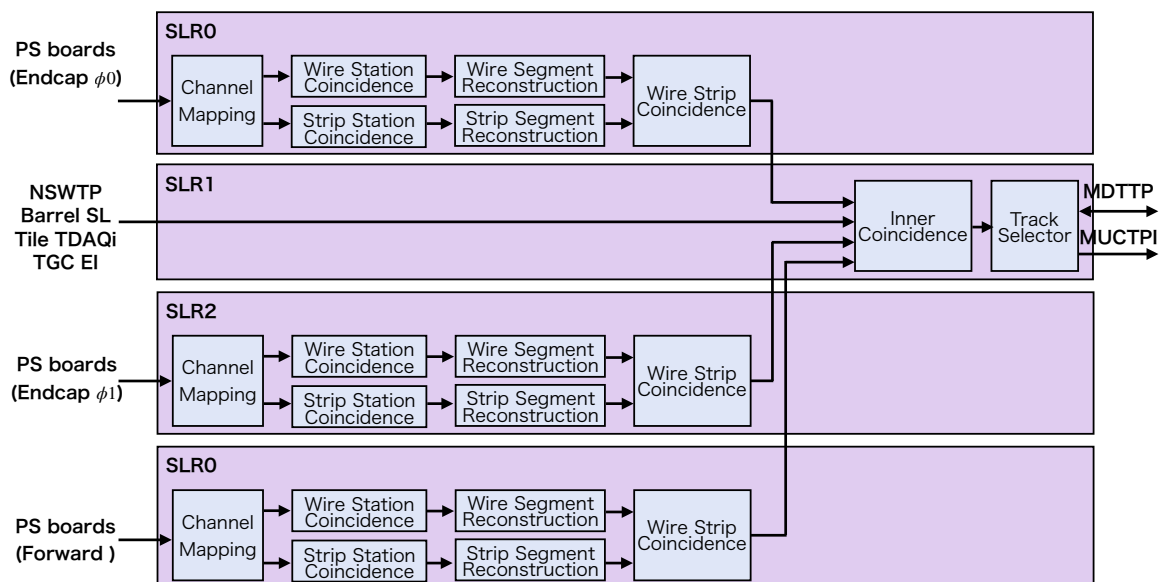 SLR0
PS boards
(Endcap ϕ0)
Channel
Mapping
Wire Station
Coincidence
Wire Segment
Reconstruction
Strip Station
Coincidence
Strip Segment
Reconstruction
Wire Strip
Coincidence
SLR1
NSWTP
Barrel SL
Tile TDAQi
TGC EI
Inner
Coincidence
Track
Selector
MDTTP
MUCTPI
SLR2
PS boards
(Endcap ϕ1)
Channel
Mapping
Wire Station
Coincidence
Wire Segment
Reconstruction
Strip Station
Coincidence
Strip Segment
Reconstruction
Wire Strip
Coincidence
SLR0
PS boards
(Forward )
Channel
Mapping
Wire Station
Coincidence
Wire Segment
Reconstruction
Strip Station
Coincidence
Strip Segment
Reconstruction
Wire Strip
Coincidence